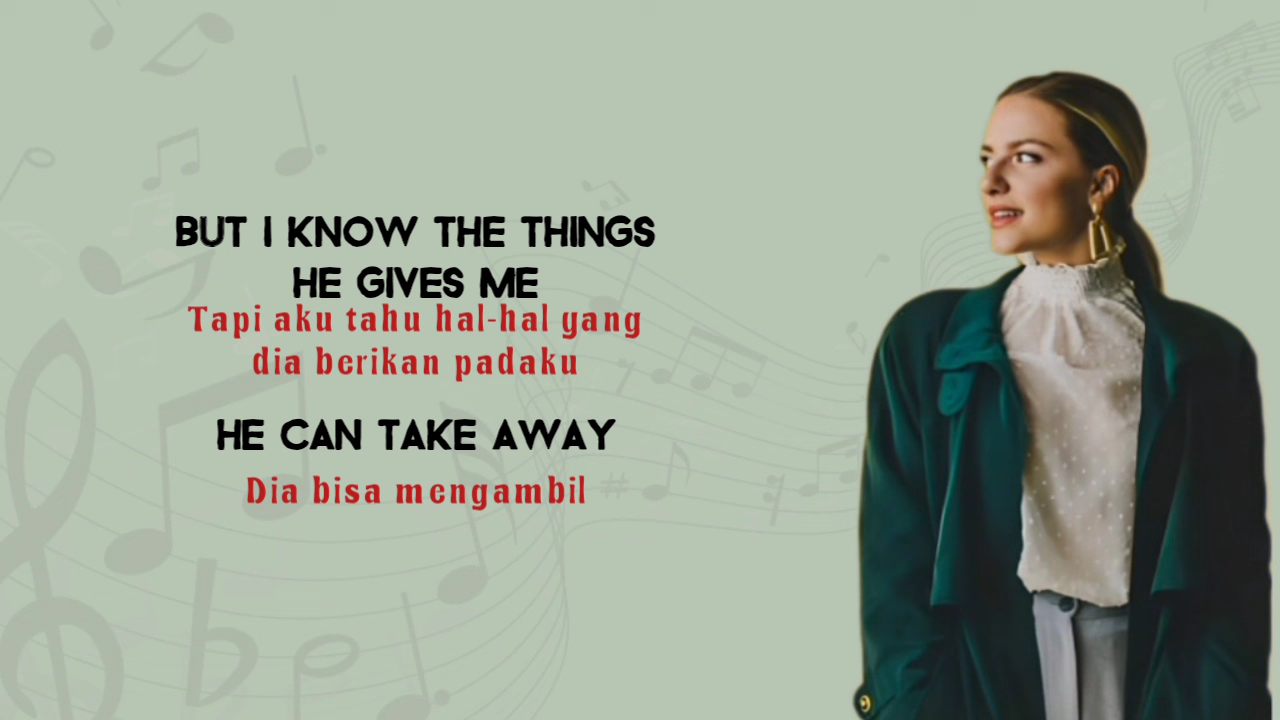 BUT I KNOW THE THINGS
HE GIVES ME
Tapi aku tahu hal-hal yang
dia berikan padaku
HE CAN TAKE AWAY
Dia bisa mengambil